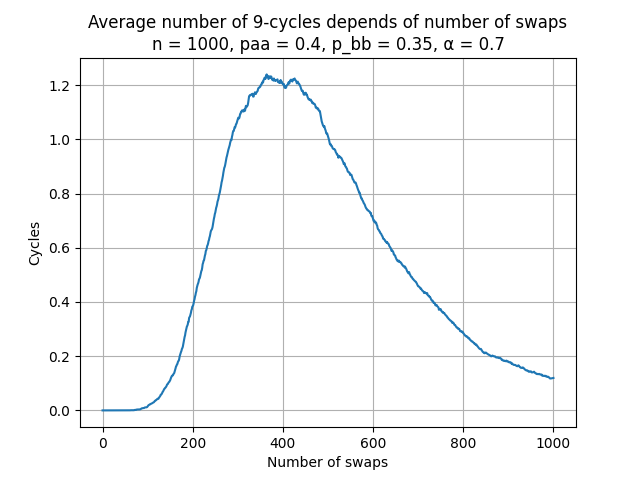 Average number of 9-cycles depends of number of swaps
n = 1000, paa = 0.4, p_bb = 0.35, α = 0.7
Cycles
1.2
1.0
0.8
0.6
0.4
0.2
0.0
0 200 400 600 800 1000
Number of swaps